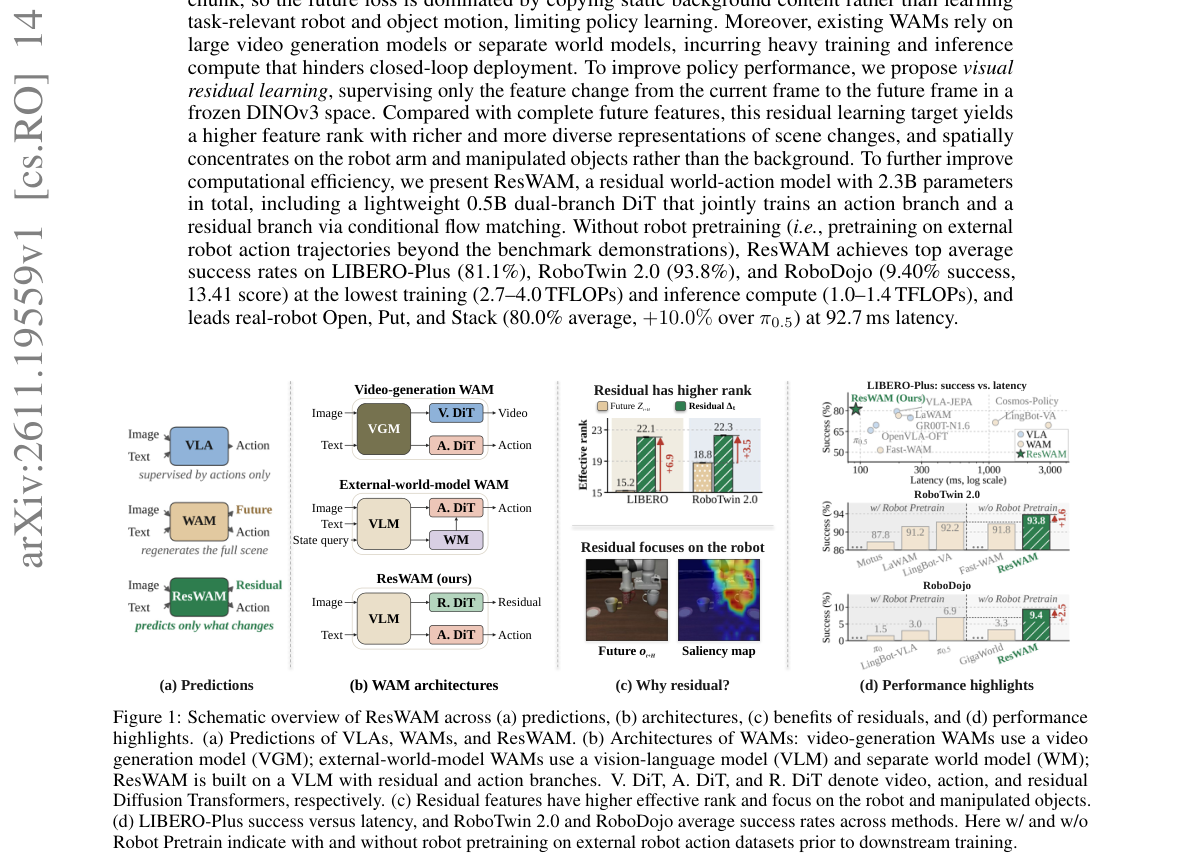 arXiv:2611.19559v1 [cs.RO] 14
chunk, so the future loss is dominated by copying static background content rather than learning
task-relevant robot and object motion, limiting policy learning. Moreover, existing WAMs rely on
large video generation models or separate world models, incurring heavy training and inference
compute that hinders closed-loop deployment. To improve policy performance, we propose visual
residual learning, supervising only the feature change from the current frame to the future frame in a
frozen DINOv3 space. Compared with complete future features, this residual learning target yields
a higher feature rank with richer and more diverse representations of scene changes, and spatially
concentrates on the robot arm and manipulated objects rather than the background. To further improve
computational efficiency, we present ResWAM, a residual world-action model with 2.3B parameters
in total, including a lightweight 0.5B dual-branch DiT that jointly trains an action branch and a
residual branch via conditional flow matching. Without robot pretraining (i.e., pretraining on external
robot action trajectories beyond the benchmark demonstrations), ResWAM achieves top average
success rates on LIBERO-Plus (81.1%), RoboTwin 2.0 (93.8%), and RoboDojo (9.40% success,
13.41 score) at the lowest training (2.7–4.0 TFLOPs) and inference compute (1.0–1.4 TFLOPs), and
leads real-robot Open, Put, and Stack (80.0% average, +10.0% over π0.5) at 92.7 ms latency.
Image
Text
VLA
Action
supervised by actions only
Image
Text
WAM
Future
Action
regenerates the full scene
Image
Text
ResWAM
Residual
Action
predicts only what changes
(a) Predictions
Video-generation WAM
Image
Text
VGM
V. DiT
Video
A. DiT
Action
External-world-model WAM
Image
Text
State query
VLM
A. DiT
Action
WM
ResWAM (ours)
Image
Text
VLM
R. DiT
Residual
A. DiT
Action
(b) WAM architectures
Residual has higher rank
Future Zt+H
Residual Δt
Effective rank
23
19
15
15.2
22.1
+6.9
18.8
22.3
+3.5
LIBERO
RoboTwin 2.0
Residual focuses on the robot
Future ot+H
Saliency map
(c) Why residual?
LIBERO-Plus: success vs. latency
Success (%)
80
65
50
ResWAM (Ours)
VLA-JEPA
LaWAM
GR00T-N1.6
OpenVLA-OFT
π0.5
Fast-WAM
Cosmos-Policy
LingBot-VA
VLA
WAM
ResWAM
100
300
1,000
3,000
Latency (ms, log scale)
RoboTwin 2.0
Success (%)
94
90
86
w/ Robot Pretrain
w/o Robot Pretrain
...
87.8
91.2
92.2
...
91.8
93.8
+1.6
Motus
LaWAM
LingBot-VA
Fast-WAM
ResWAM
RoboDojo
Success (%)
10
5
0
w/ Robot Pretrain
w/o Robot Pretrain
...
1.5
3.0
6.9
...
3.3
9.4
+2.5
π0
LingBot-VLA
π0.5
GigaWorld
ResWAM
(d) Performance highlights
Figure 1: Schematic overview of ResWAM across (a) predictions, (b) architectures, (c) benefits of residuals, and (d) performance
highlights. (a) Predictions of VLAs, WAMs, and ResWAM. (b) Architectures of WAMs: video-generation WAMs use a video
generation model (VGM); external-world-model WAMs use a vision-language model (VLM) and separate world model (WM);
ResWAM is built on a VLM with residual and action branches. V. DiT, A. DiT, and R. DiT denote video, action, and residual
Diffusion Transformers, respectively. (c) Residual features have higher effective rank and focus on the robot and manipulated objects.
(d) LIBERO-Plus success versus latency, and RoboTwin 2.0 and RoboDojo average success rates across methods. Here w/ and w/o
Robot Pretrain indicate with and without robot pretraining on external robot action datasets prior to downstream training.